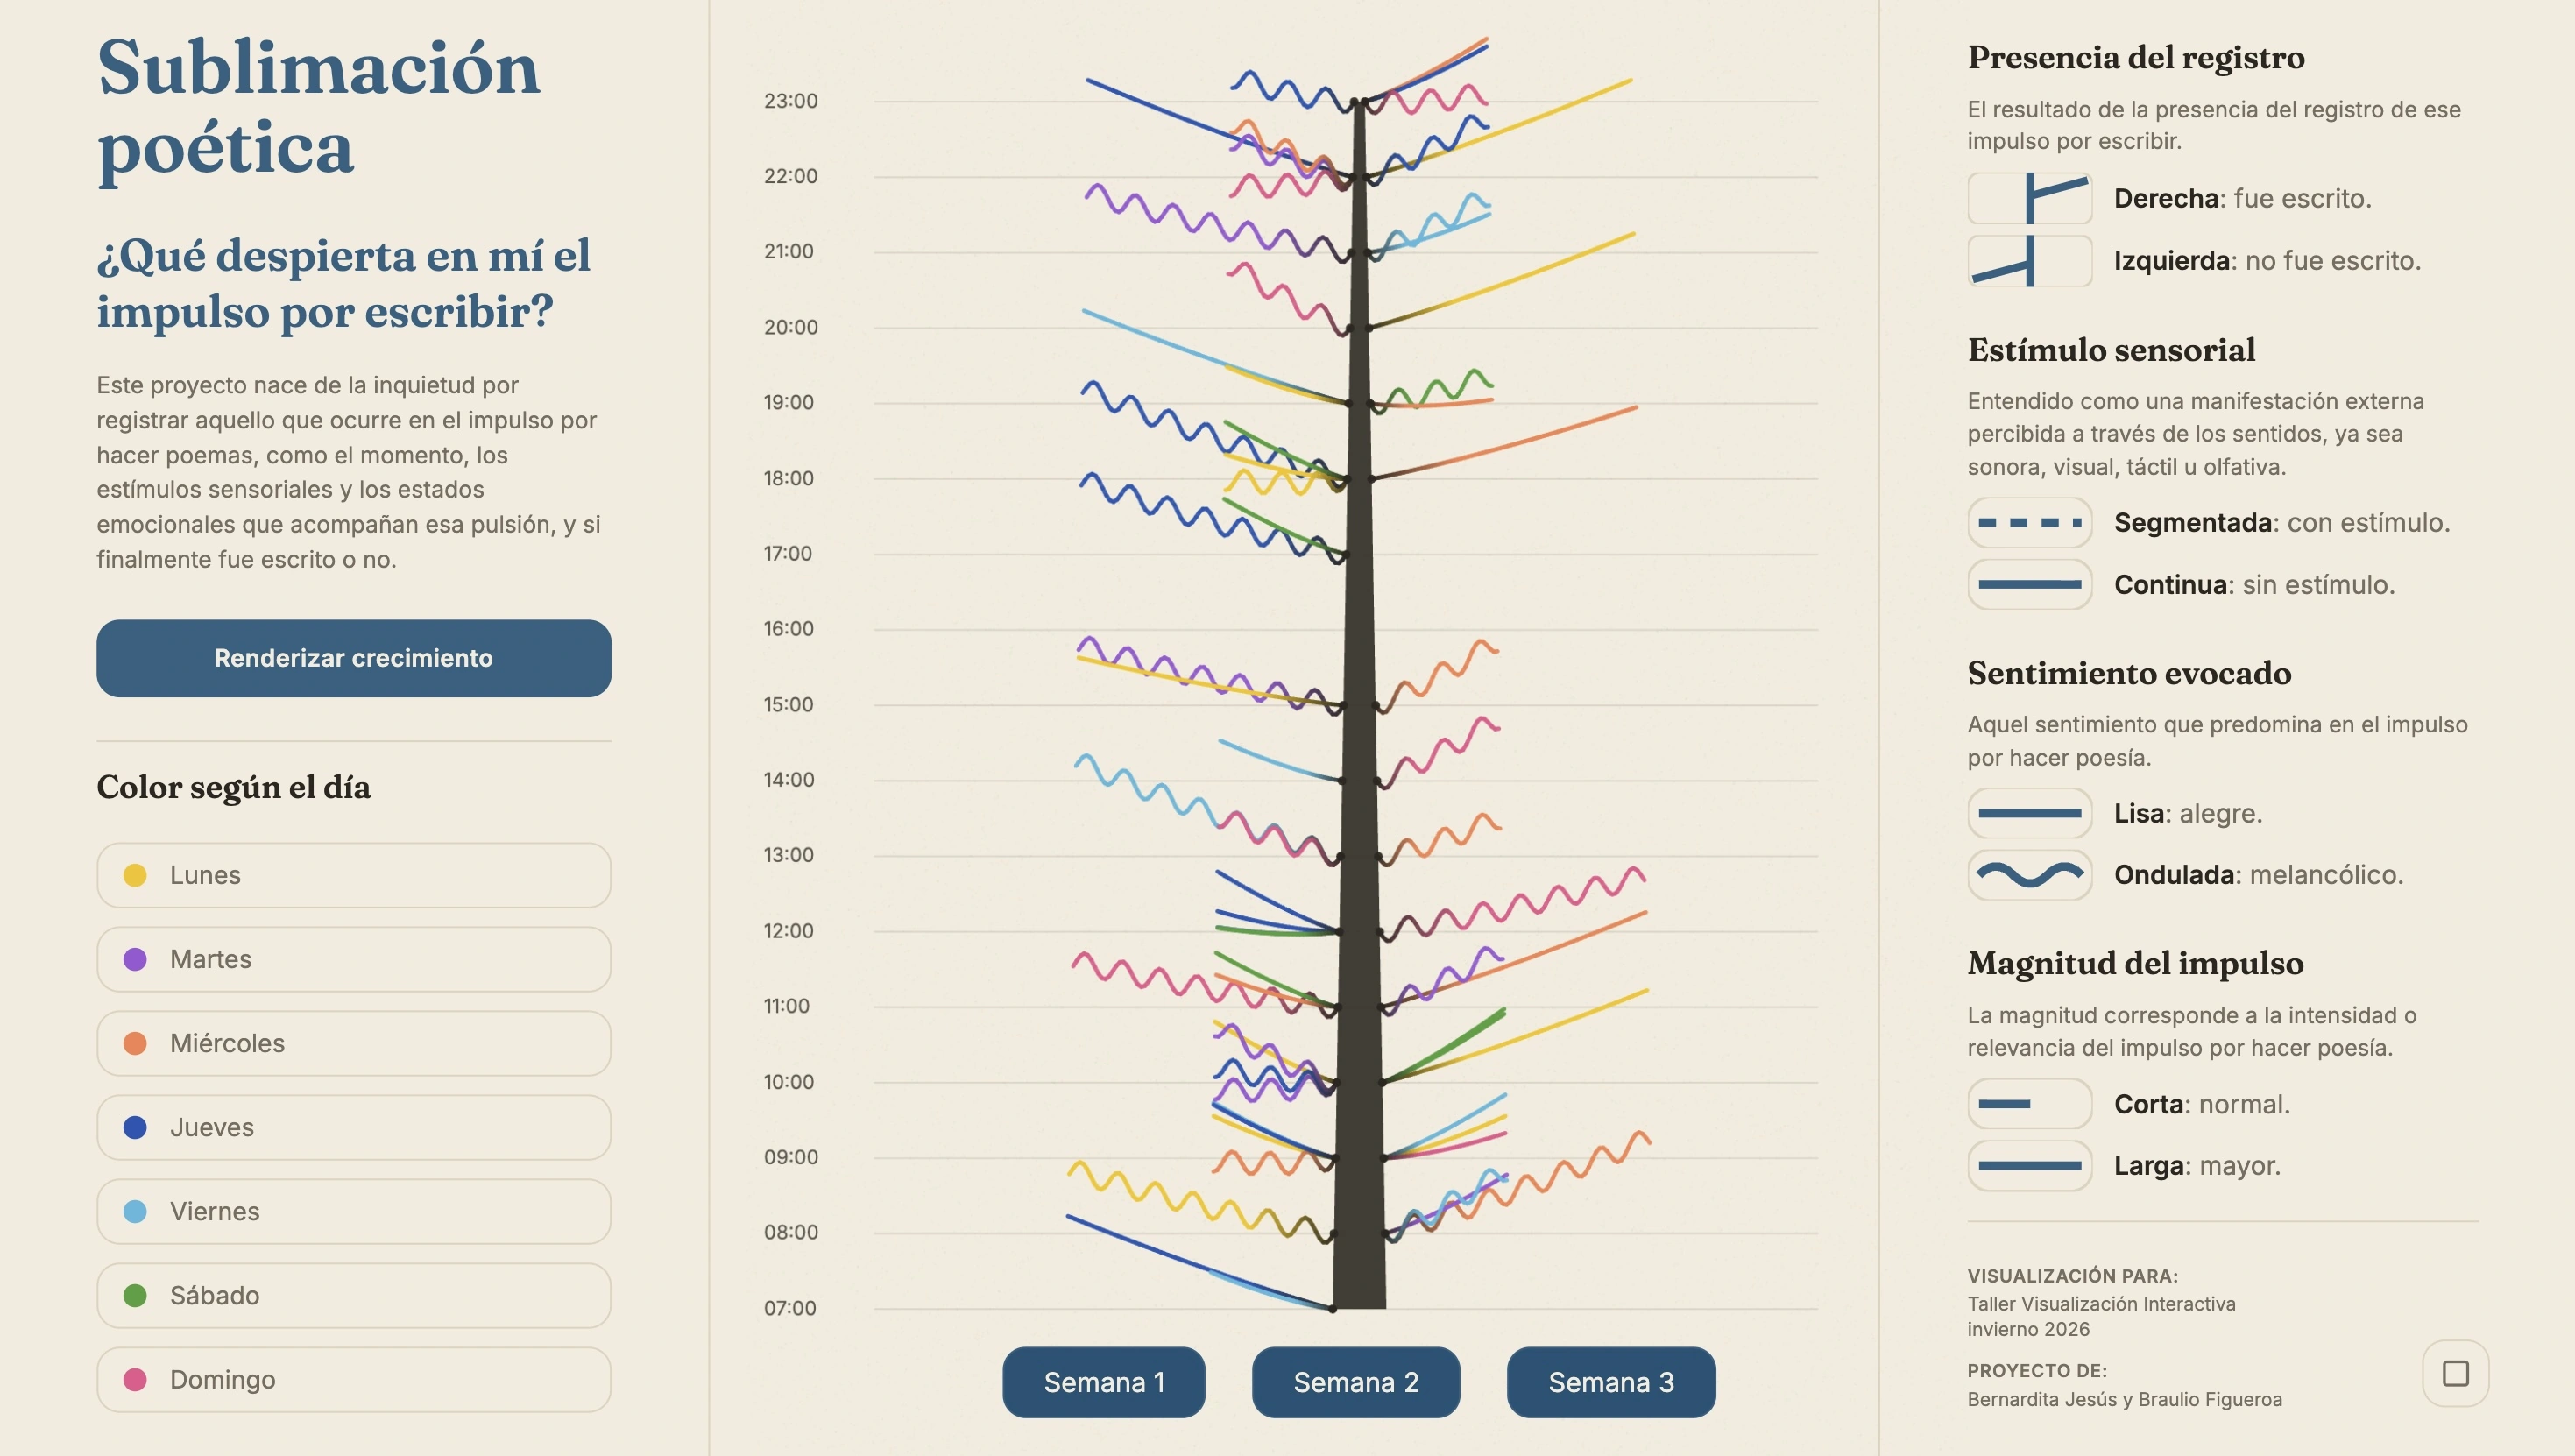 Sublimación
poética
¿Qué despierta en mí el
impulso por escribir?
Este proyecto nace de la inquietud por
registrar aquello que ocurre en el impulso por
hacer poemas, como el momento, los
estímulos sensoriales y los estados
emocionales que acompañan esa pulsión, y si
finalmente fue escrito o no.
Renderizar crecimiento
Color según el día
Lunes
Martes
Miércoles
Jueves
Viernes
Sábado
Domingo
23:00
22:00
21:00
20:00
19:00
18:00
17:00
16:00
15:00
14:00
13:00
12:00
11:00
10:00
09:00
08:00
07:00
Semana 1
Semana 2
Semana 3
Presencia del registro
El resultado de la presencia del registro de ese
impulso por escribir.
Derecha: fue escrito.
Izquierda: no fue escrito.
Estímulo sensorial
Entendido como una manifestación externa
percibida a través de los sentidos, ya sea
sonora, visual, táctil u olfativa.
Segmentada: con estímulo.
Continua: sin estímulo.
Sentimiento evocado
Aquel sentimiento que predomina en el impulso
por hacer poesía.
Lisa: alegre.
Ondulada: melancólico.
Magnitud del impulso
La magnitud corresponde a la intensidad o
relevancia del impulso por hacer poesía.
Corta: normal.
Larga: mayor.
VISUALIZACIÓN PARA:
Taller Visualización Interactiva
invierno 2026
PROYECTO DE:
Bernardita Jesús y Braulio Figueroa